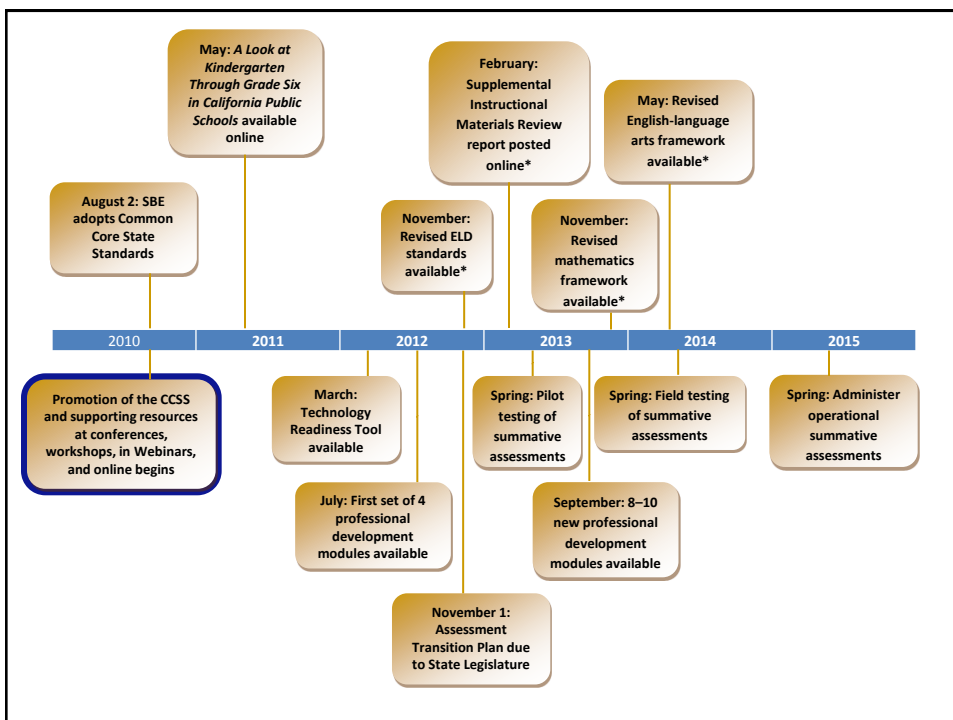 May: A Look at
Kindergarten
Through Grade Six
in California Public
Schools available
online
February:
Supplemental
Instructional
Materials Review
report posted
online*
May: Revised
English-language
arts framework
available*
August 2: SBE
adopts Common
Core State
Standards
November:
Revised ELD
standards
available*
November:
Revised
mathematics
framework
available*
2010
2011
2012
2013
2014
2015
Promotion of the CCSS
and supporting resources
at conferences,
workshops, in Webinars,
and online begins
March:
Technology
Readiness Tool
available
Spring: Pilot
testing of
summative
assessments
Spring: Field testing
of summative
assessments
Spring: Administer
operational
summative
assessments
July: First set of 4
professional
development
modules available
September: 8–10
new professional
development
modules available
November 1:
Assessment
Transition Plan due
to State Legislature